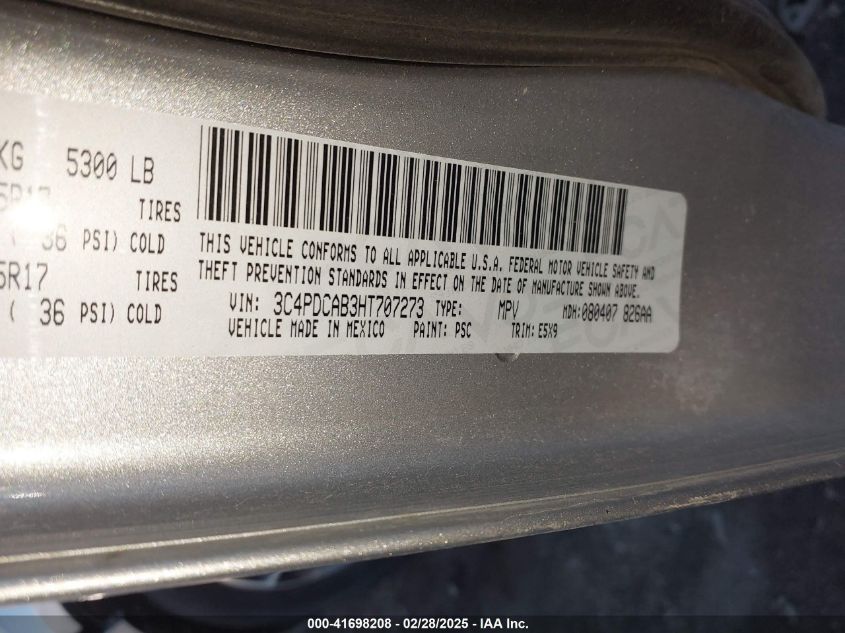 KG 5300 LB
5R17 TIRES
( 36 PSI) COLD
5R17 TIRES
( 36 PSI) COLD
THIS VEHICLE CONFORMS TO ALL APPLICABLE U.S.A. FEDERAL MOTOR VEHICLE SAFETY AND
THEFT PREVENTION STANDARDS IN EFFECT ON THE DATE OF MANUFACTURE SHOWN ABOVE.
VIN: 3C4PDCAB3HT707273 TYPE: MPV MDH:080407 826AA
VEHICLE MADE IN MEXICO PAINT: PSC TRIM: E5X9
000-41698208 - 02/28/2025 - IAA Inc.